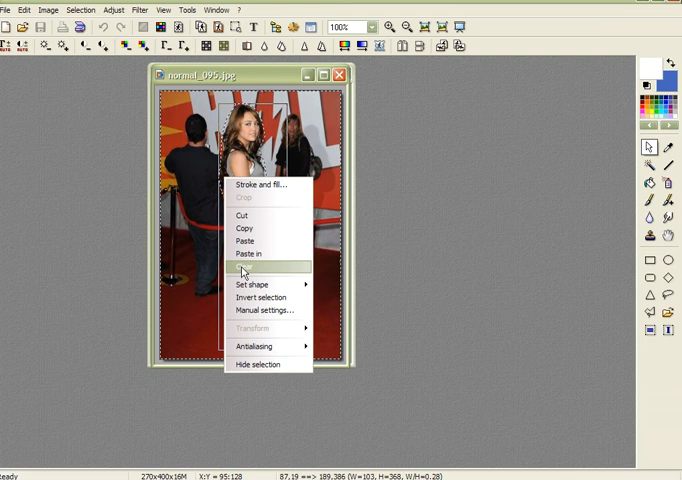 File Edit Image Selection Adjust Filter View Tools Window
T 100%
AUTO AUTO
normal_095.jpg
Stroke and fill...
Crop
Cut
Copy
Paste
Paste in
Set shape
Invert selection
Manual settings...
Transform
Antialiasing
Hide selection
Ready 270x400x16M X:Y = 95:128 87,19 ==> 189,386 (W=103, H=368, W/H=0.28)